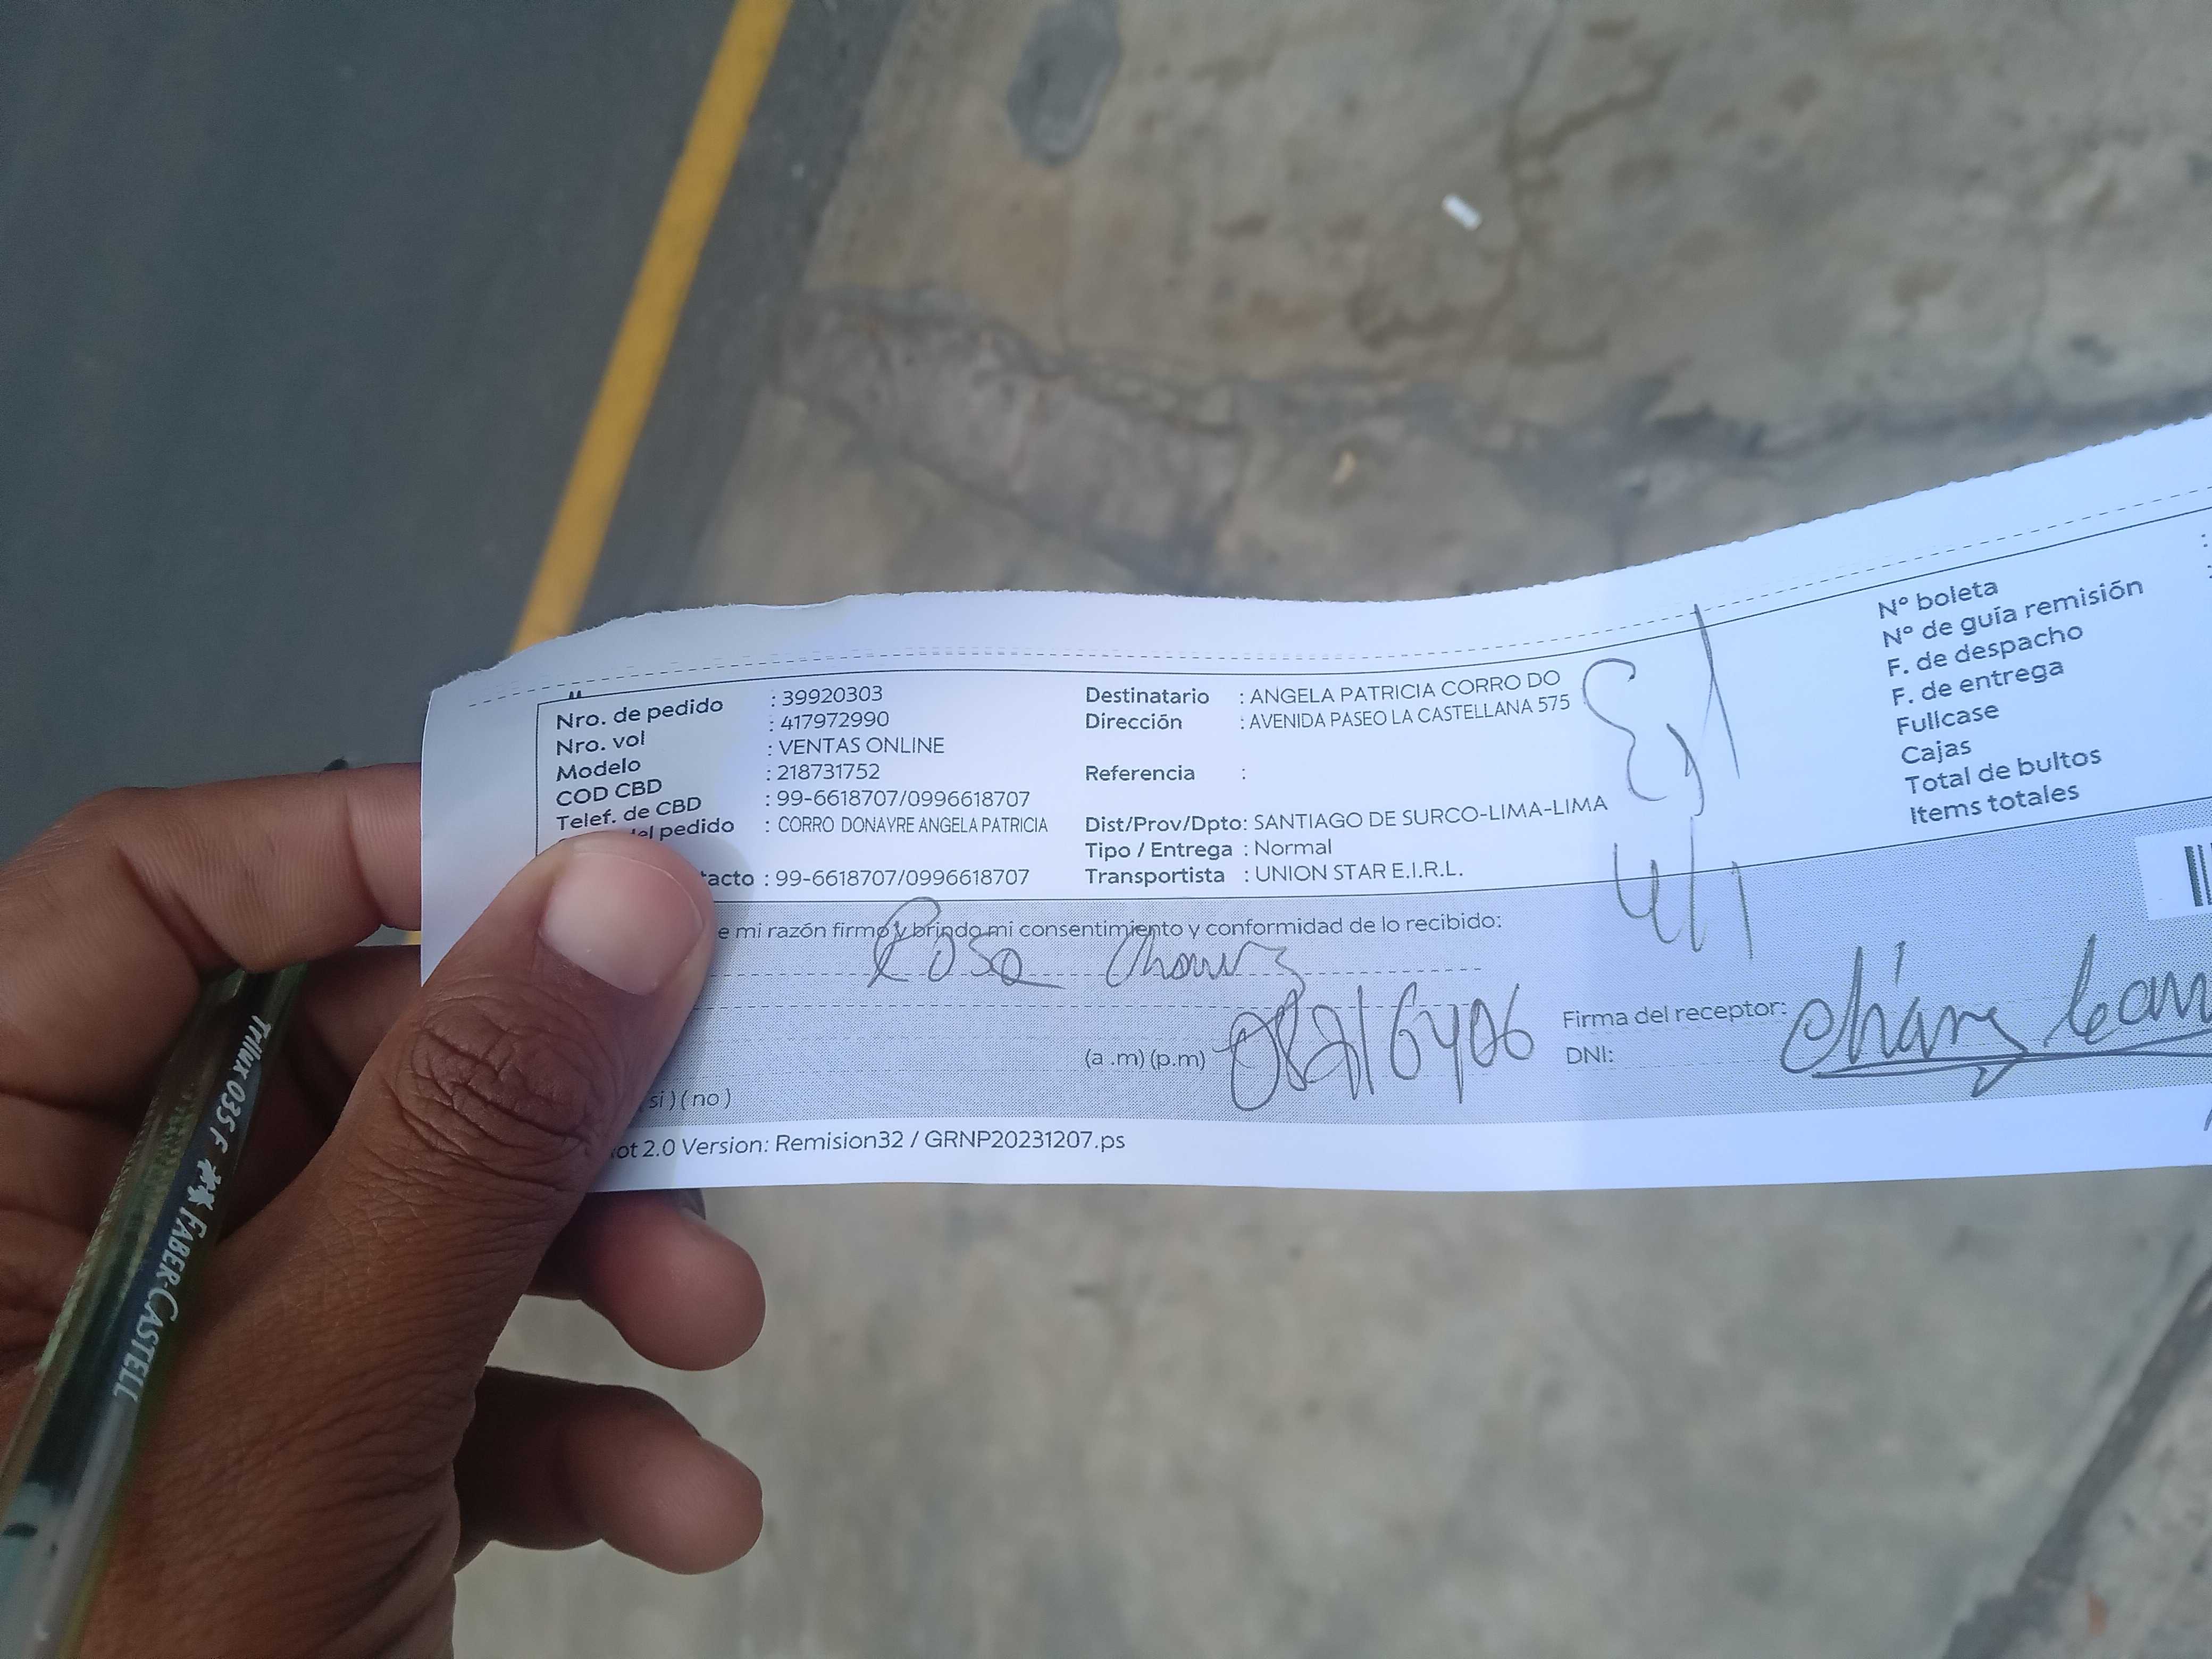 Nro. de pedido : 39920303
Nro. vol : 417972990
Modelo : VENTAS ONLINE
COD CBD : 218731752
Telef. de CBD : 99-6618707/0996618707
el pedido : CORRO DONAYRE ANGELA PATRICIA
tacto : 99-6618707/0996618707
Destinatario : ANGELA PATRICIA CORRO DO
Dirección : AVENIDA PASEO LA CASTELLANA 575
Referencia :
Dist/Prov/Dpto: SANTIAGO DE SURCO-LIMA-LIMA
Tipo / Entrega : Normal
Transportista : UNION STAR E.I.R.L.
N° boleta
N° de guía remisión
F. de despacho
F. de entrega
Fullcase
Cajas
Total de bultos
Items totales
e mi razón firmo y brindo mi consentimiento y conformidad de lo recibido:
Rosa
(a .m) (p.m)
Firma del receptor:
DNI:
si ) ( no )
ot 2.0 Version: Remision32 / GRNP20231207.ps
Trilux 035 F FABER-CASTELL